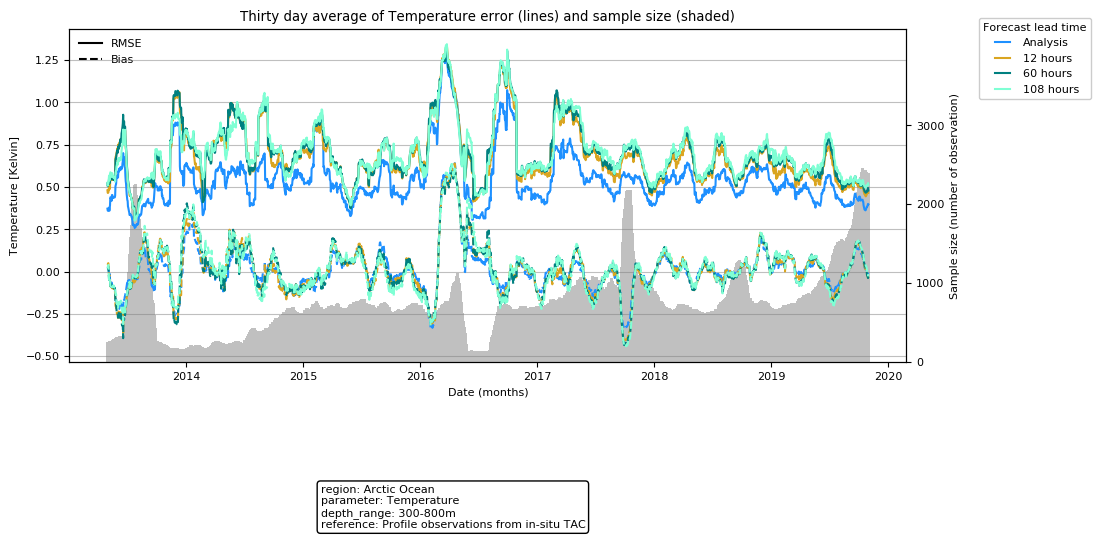 Thirty day average of Temperature error (lines) and sample size (shaded)
RMSE
Bias
Forecast lead time
Analysis
12 hours
60 hours
108 hours
Temperature [Kelvin]
1.25
1.00
0.75
0.50
0.25
0.00
−0.25
−0.50
Sample size (number of observation)
3000
2000
1000
0
2014
2015
2016
2017
2018
2019
2020
Date (months)
region: Arctic Ocean
parameter: Temperature
depth_range: 300-800m
reference: Profile observations from in-situ TAC